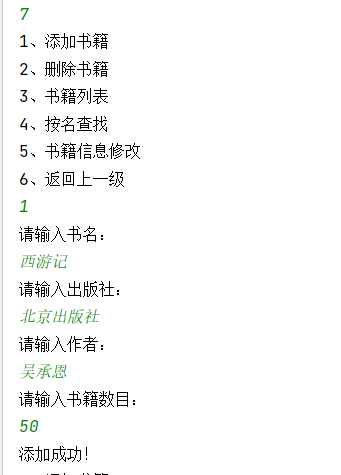 7
1、添加书籍
2、删除书籍
3、书籍列表
4、按名查找
5、书籍信息修改
6、返回上一级
1
请输入书名：
西游记
请输入出版社：
北京出版社
请输入作者：
吴承恩
请输入书籍数目：
50
添加成功！